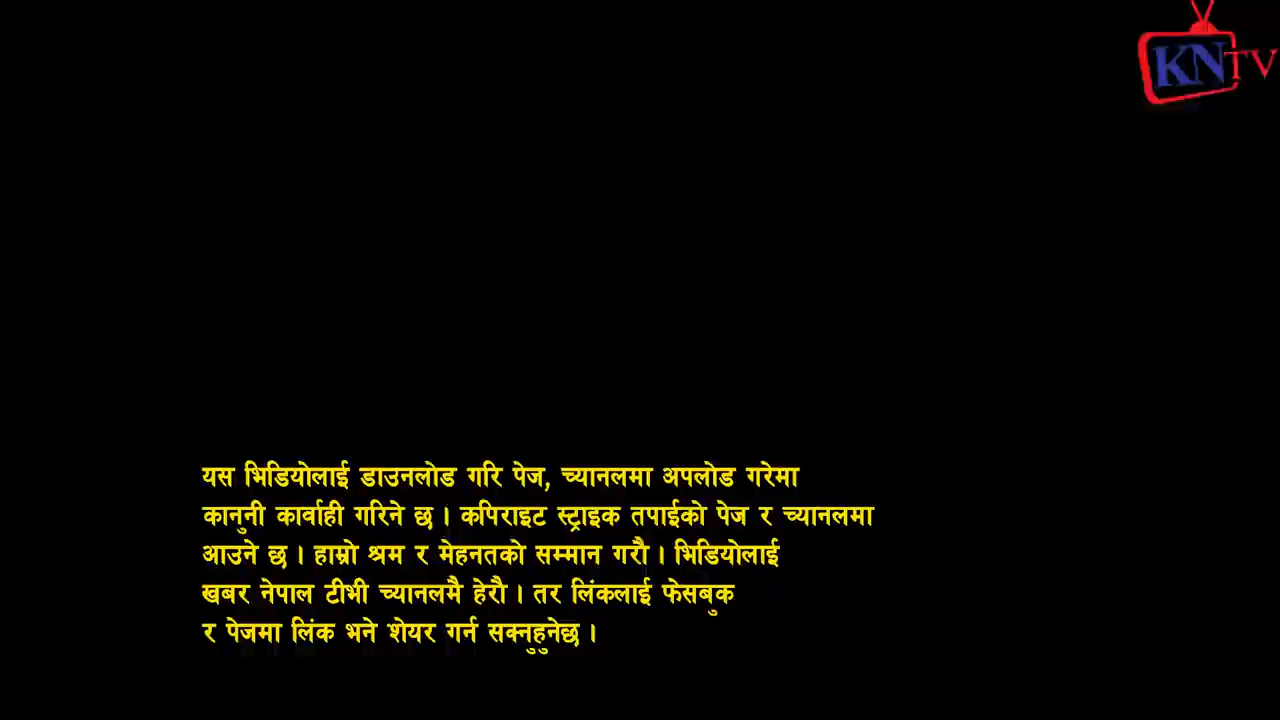 KNTV
यस भिडियोलाई डाउनलोड गरि पेज, च्यानलमा अपलोड गरेमा
कानुनी कार्वाही गरिने छ । कपिराइट स्ट्राइक तपाईको पेज र च्यानलमा
आउने छ । हाम्रो श्रम र मेहनतको सम्मान गरौ । भिडियोलाई
खबर नेपाल टीभी च्यानलमै हेरौ । तर लिंकलाई फेसबुक
र पेजमा लिंक भने शेयर गर्न सक्नुहुनेछ ।